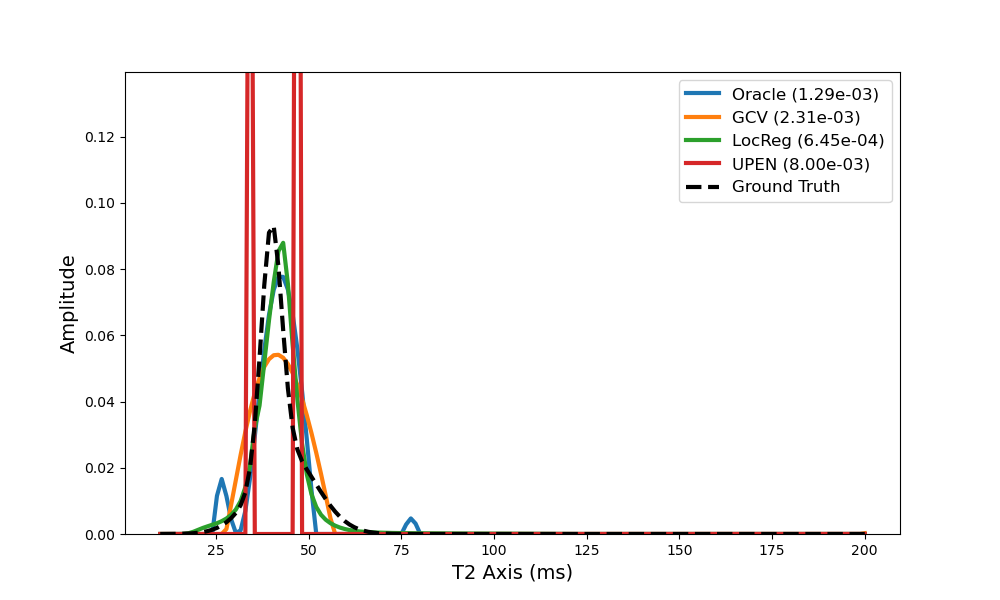 Oracle (1.29e-03)
GCV (2.31e-03)
LocReg (6.45e-04)
UPEN (8.00e-03)
Ground Truth
0.12
0.10
0.08
0.06
0.04
0.02
0.00
Amplitude
25 50 75 100 125 150 175 200
T2 Axis (ms)